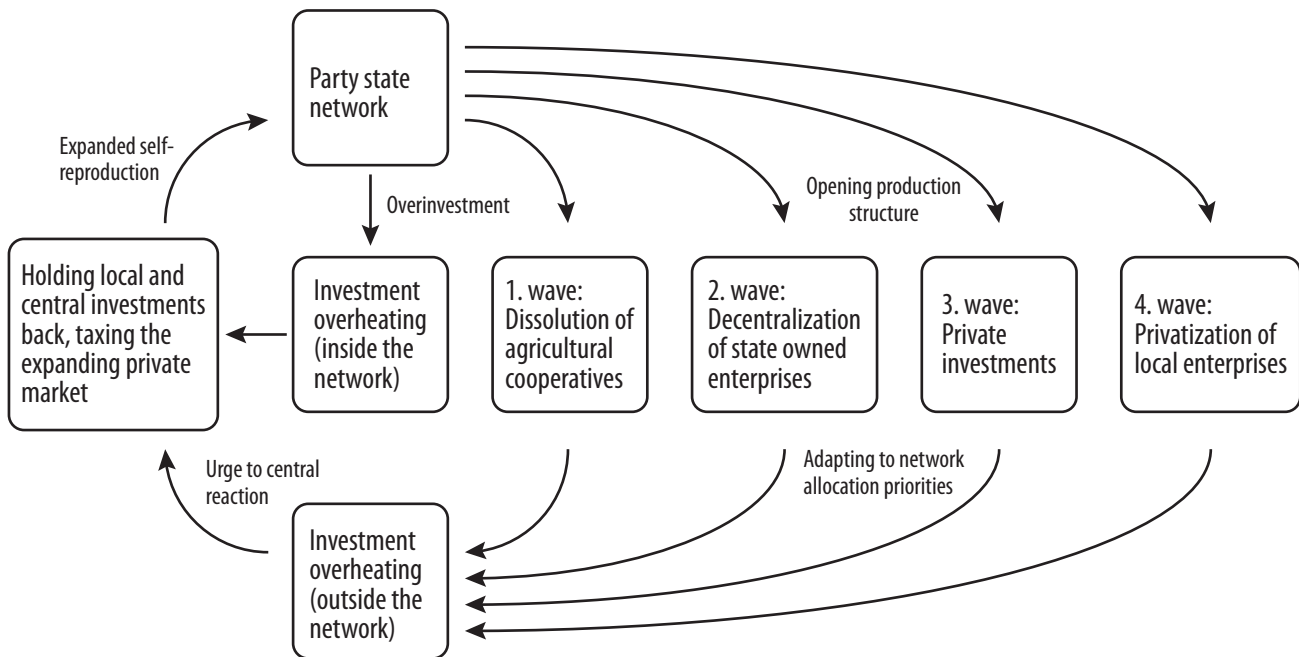 Party state
network
Expanded self-
reproduction
Overinvestment
Opening production
structure
Holding local and
central investments
back, taxing the
expanding private
market
Investment
overheating
(inside the
network)
1. wave:
Dissolution of
agricultural
cooperatives
2. wave:
Decentralization
of state owned
enterprises
3. wave:
Private
investments
4. wave:
Privatization of
local enterprises
Urge to central
reaction
Adapting to network
allocation priorities
Investment
overheating
(outside the
network)